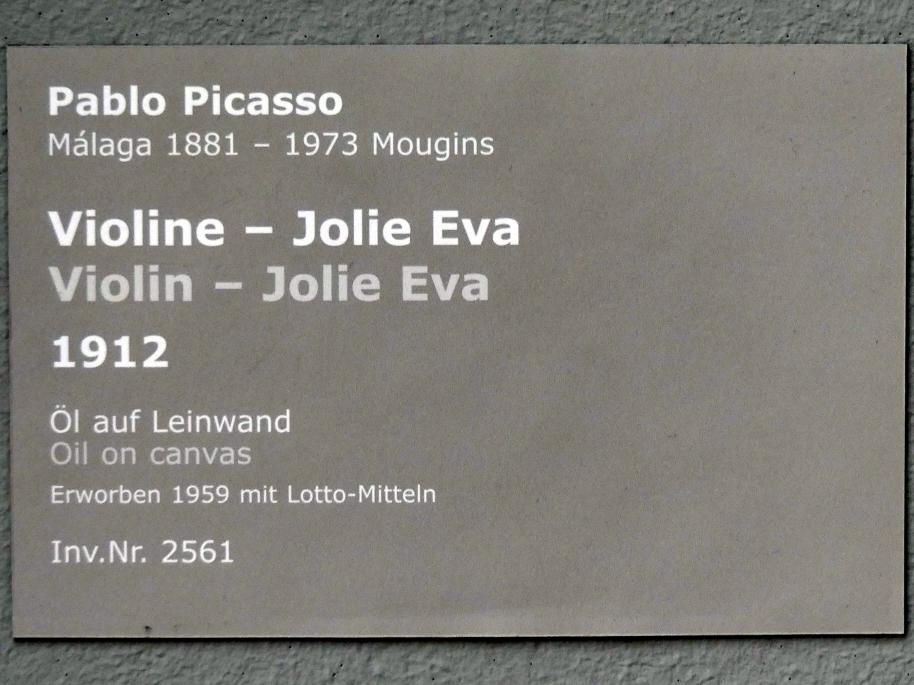 Pablo Picasso
Málaga 1881 – 1973 Mougins
Violine – Jolie Eva
Violin – Jolie Eva
1912
Öl auf Leinwand
Oil on canvas
Erworben 1959 mit Lotto-Mitteln
Inv.Nr. 2561